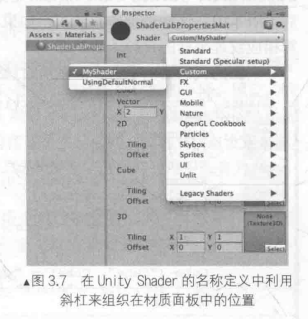 Inspector
ShaderLabPropertiesMat
Shader Custom/MyShader
Assets Materials
ShaderLabPrope
Int
Standard
Standard (Specular setup)
✓ MyShader
Custom
UsingDefaultNormal
FX
GUI
Vector
Mobile
X 2 Y
Nature
2D
OpenGL Cookbook
Particles
Tiling
Skybox
Offset
Sprites
UI
Cube
Unlit
Tiling
Legacy Shaders
Offset X 0 Y 0 Select
3D
None
(Texture3D)
Tiling X 1 Y 1
Offset X 0 Y 0 Select
▲图 3.7 在 Unity Shader 的名称定义中利用
斜杠来组织在材质面板中的位置